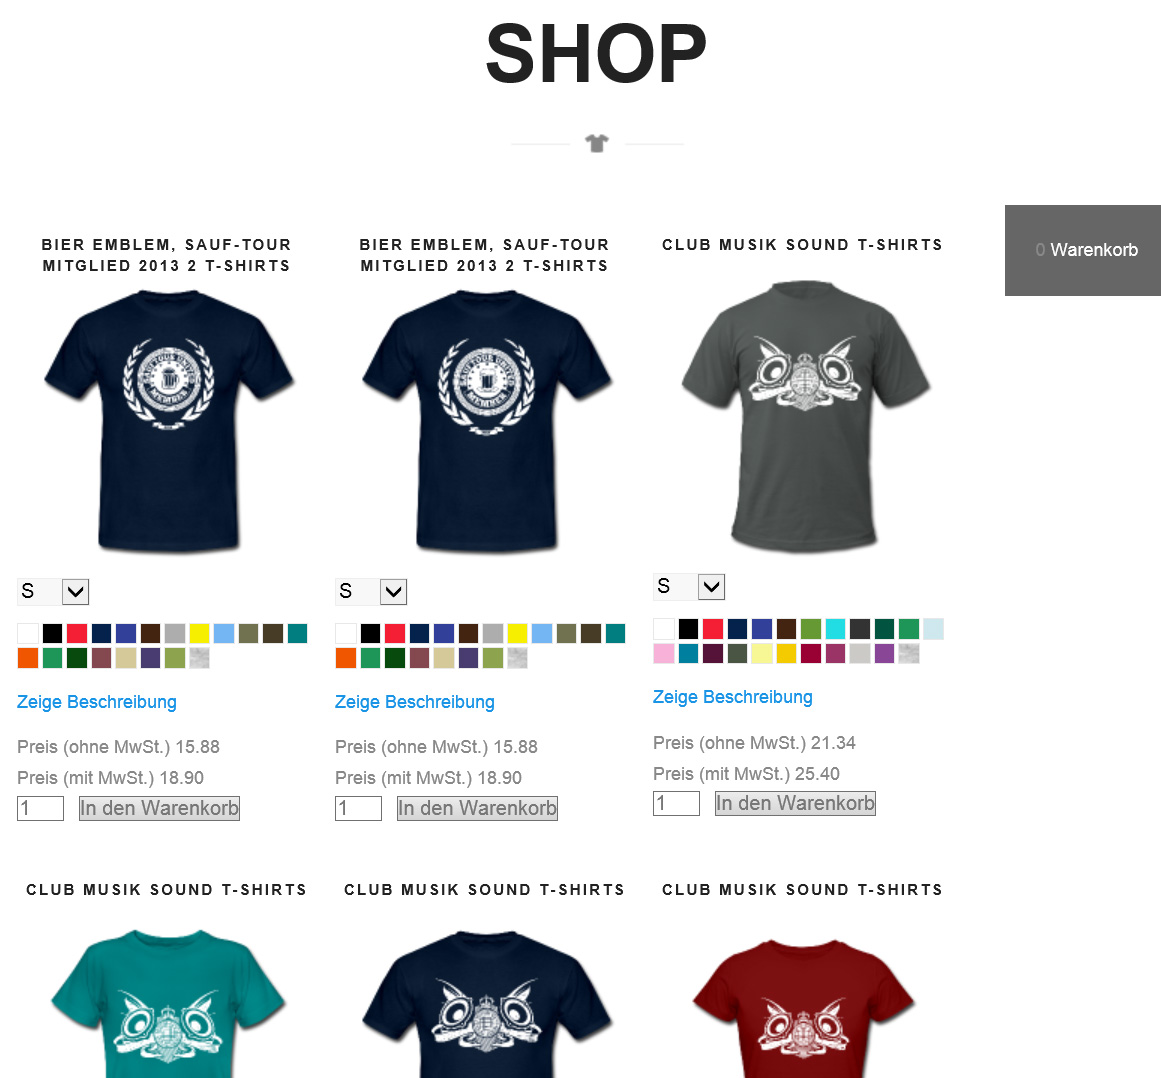 SHOP
0 Warenkorb
BIER EMBLEM, SAUF-TOUR
MITGLIED 2013 2 T-SHIRTS
MEMBER
S
Zeige Beschreibung
Preis (ohne MwSt.) 15.88
Preis (mit MwSt.) 18.90
1 In den Warenkorb
BIER EMBLEM, SAUF-TOUR
MITGLIED 2013 2 T-SHIRTS
MEMBER
S
Zeige Beschreibung
Preis (ohne MwSt.) 15.88
Preis (mit MwSt.) 18.90
1 In den Warenkorb
CLUB MUSIK SOUND T-SHIRTS
S
Zeige Beschreibung
Preis (ohne MwSt.) 21.34
Preis (mit MwSt.) 25.40
1 In den Warenkorb
CLUB MUSIK SOUND T-SHIRTS
CLUB MUSIK SOUND T-SHIRTS
CLUB MUSIK SOUND T-SHIRTS